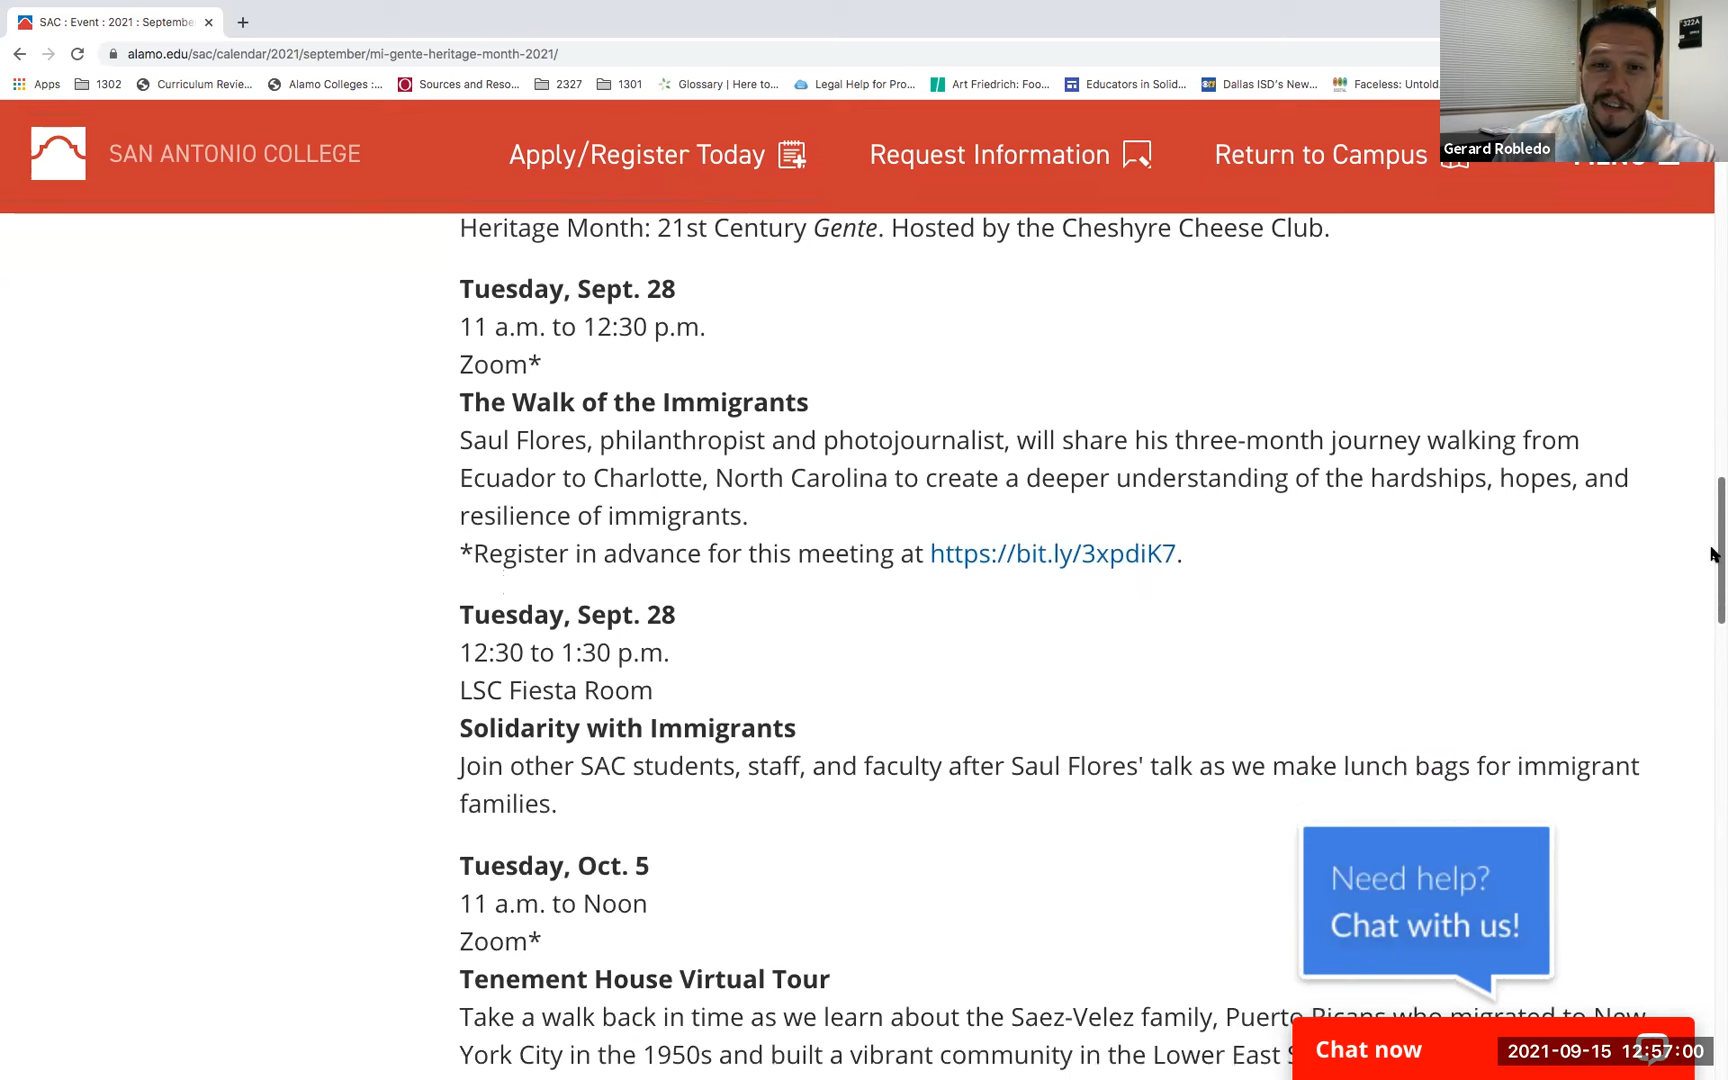 SAC : Event : 2021 : Septembe
alamo.edu/sac/calendar/2021/september/mi-gente-heritage-month-2021/
Apps 1302 Curriculum Revie... Alamo Colleges :... Sources and Reso... 2327 1301 Glossary | Here to... Legal Help for Pro... Art Friedrich: Foo... Educators in Solid... Dallas ISD's New... Faceless: Untold
322A
Gerard Robledo
SAN ANTONIO COLLEGE
Apply/Register Today
Request Information
Return to Campus
Heritage Month: 21st Century Gente. Hosted by the Cheshyre Cheese Club.
Tuesday, Sept. 28
11 a.m. to 12:30 p.m.
Zoom*
The Walk of the Immigrants
Saul Flores, philanthropist and photojournalist, will share his three-month journey walking from
Ecuador to Charlotte, North Carolina to create a deeper understanding of the hardships, hopes, and
resilience of immigrants.
*Register in advance for this meeting at https://bit.ly/3xpdiK7.
Tuesday, Sept. 28
12:30 to 1:30 p.m.
LSC Fiesta Room
Solidarity with Immigrants
Join other SAC students, staff, and faculty after Saul Flores' talk as we make lunch bags for immigrant
families.
Tuesday, Oct. 5
11 a.m. to Noon
Zoom*
Tenement House Virtual Tour
Take a walk back in time as we learn about the Saez-Velez family, Puerto Ricans who migrated to New
York City in the 1950s and built a vibrant community in the Lower East
Need help?
Chat with us!
Chat now
2021-09-15 12:57:00